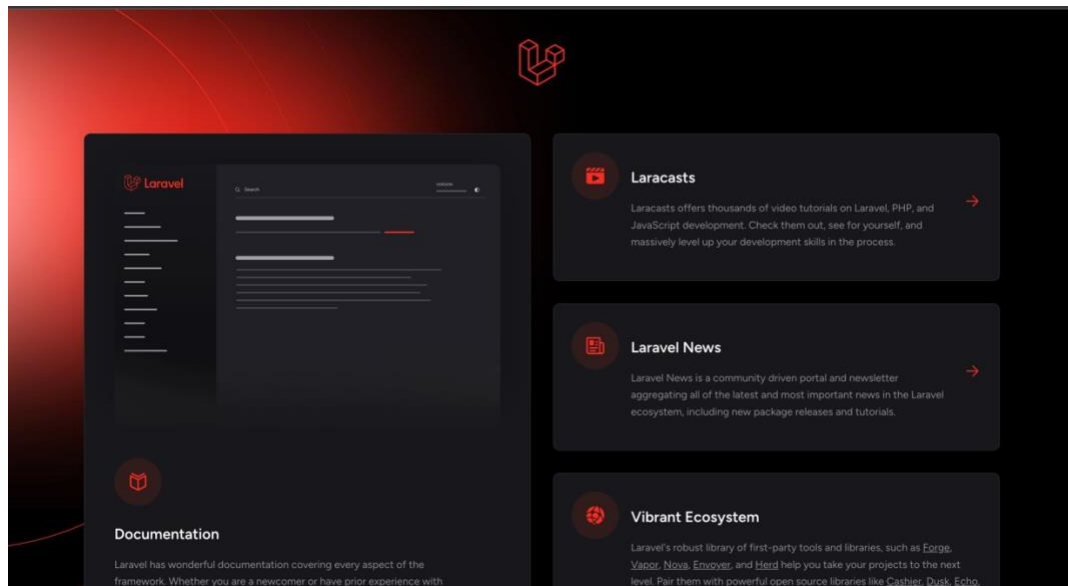 Laravel
Search
Documentation
Laravel has wonderful documentation covering every aspect of the
framework. Whether you are a newcomer or have prior experience with
Laracasts
Laracasts offers thousands of video tutorials on Laravel, PHP, and
JavaScript development. Check them out, see for yourself, and
massively level up your development skills in the process.
Laravel News
Laravel News is a community driven portal and newsletter
aggregating all of the latest and most important news in the Laravel
ecosystem, including new package releases and tutorials.
Vibrant Ecosystem
Laravel's robust library of first-party tools and libraries, such as Forge,
Vapor, Nova, Envoyer, and Herd help you take your projects to the next
level. Pair them with powerful open source libraries like Cashier, Dusk, Echo,